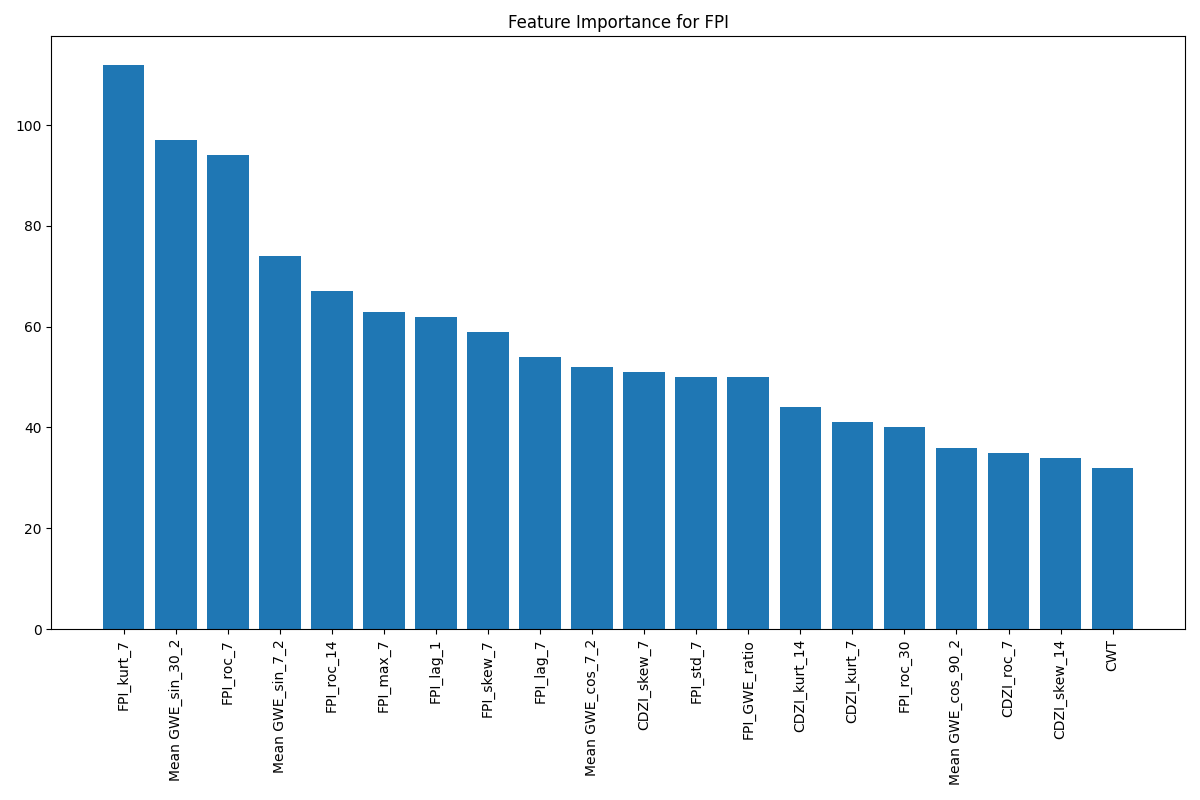 Feature Importance for FPI
100
80
60
40
20
0
FPI_kurt_7
Mean GWE_sin_30_2
FPI_roc_7
Mean GWE_sin_7_2
FPI_roc_14
FPI_max_7
FPI_lag_1
FPI_skew_7
FPI_lag_7
Mean GWE_cos_7_2
CDZI_skew_7
FPI_std_7
FPI_GWE_ratio
CDZI_kurt_14
CDZI_kurt_7
FPI_roc_30
Mean GWE_cos_90_2
CDZI_roc_7
CDZI_skew_14
CWT